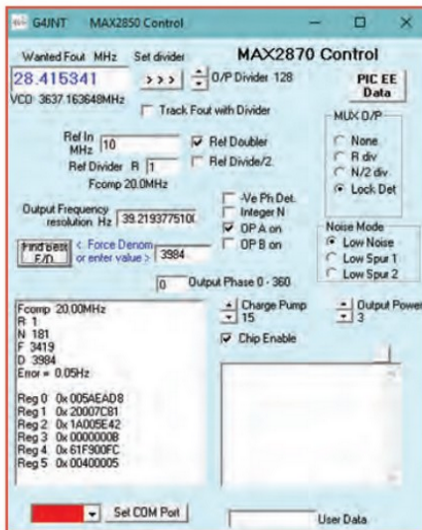 G4JNT MAX2850 Control
Wanted Fout MHz Set divider MAX2870 Control
28.415341 > > > O/P Divider 128 PIC EE Data
VCO 3637.163648MHz
Track Fout with Divider MUX O/P
Ref In MHz 10 Ref Doubler None
Ref Divider R 1 Ref Divide/2 R div
Fcomp 20.0MHz N/2 div
Lock Det
-Ve Ph Det.
Output Frequency resolution Hz 39.2193775100 Integer N
OP A on Noise Mode
Find Best F/D < Force Denom or enter value > 3984 OP B on Low Noise
Low Spur 1
0 Output Phase 0 - 360 Low Spur 2
Fcomp 20.00MHz Charge Pump 15 Output Power 3
R 1
N 181 Chip Enable
F 3419
D 3984
Error = 0.05Hz
Reg 0 0x005AEAD8
Reg 1 0x20007C81
Reg 2 0x1A005E42
Reg 3 0x0000000B
Reg 4 0x61F900FC
Reg 5 0x00400005
Set COM Port User Data